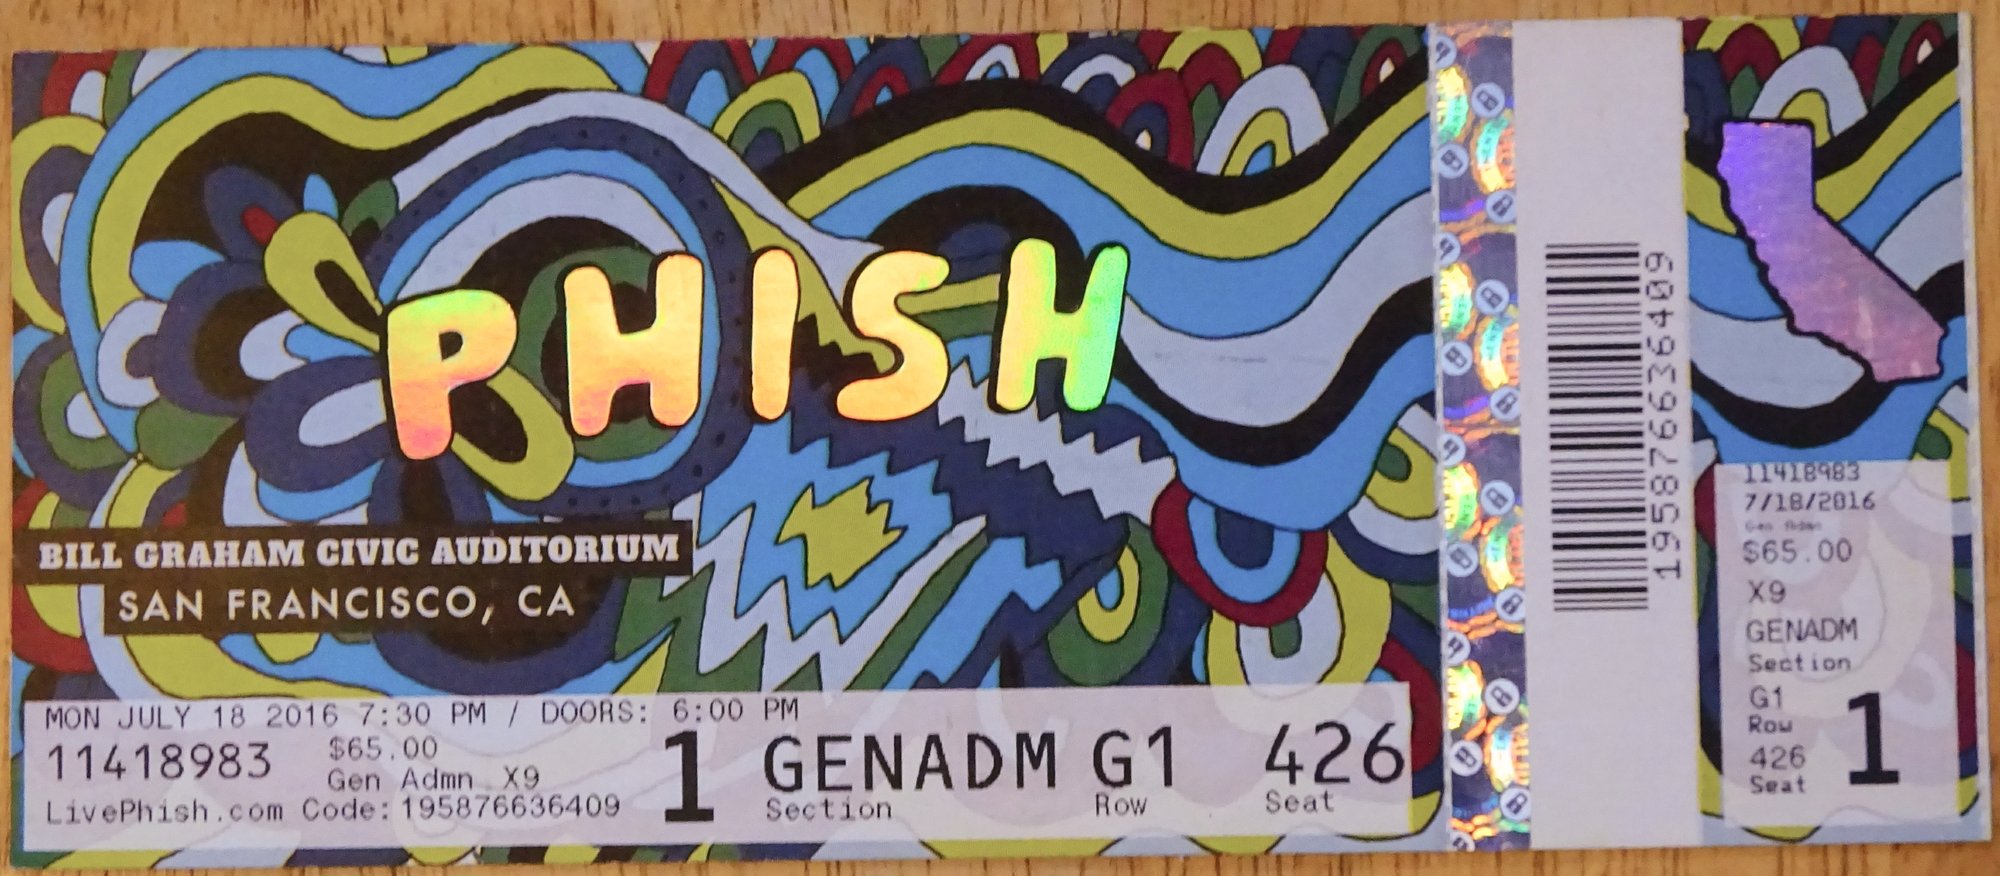 PHISH
BILL GRAHAM CIVIC AUDITORIUM
SAN FRANCISCO, CA
MON JULY 18 2016 7:30 PM / DOORS: 6:00 PM
11418983
$65.00
Gen Admn X9
LivePhish.com Code: 195876636409
1
GENADM G1 426
Section Row Seat
195876636409
11418983
7/18/2016
Gen Admn
$65.00
X9
GENADM
Section
G1
Row
426
Seat
1